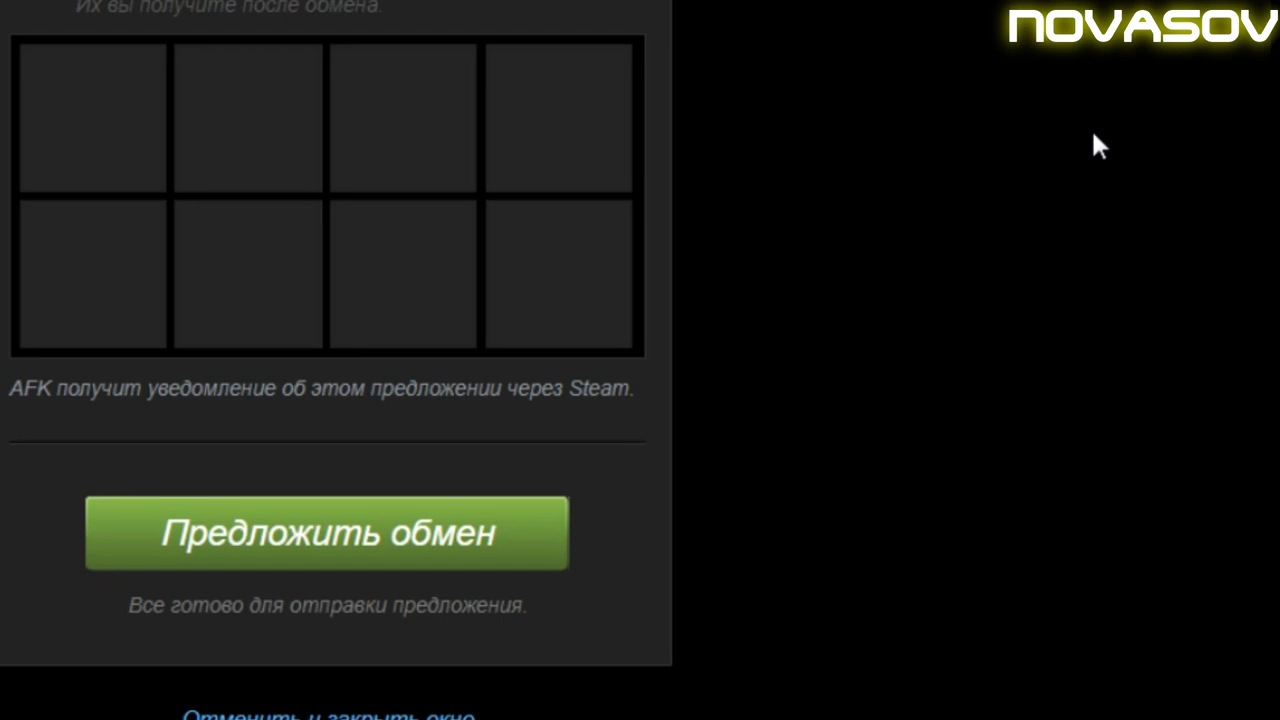 Их вы получите после обмена.
NOVASOV
AFK получит уведомление об этом предложении через Steam.
Предложить обмен
Все готово для отправки предложения.
Отменить и закрыть окно